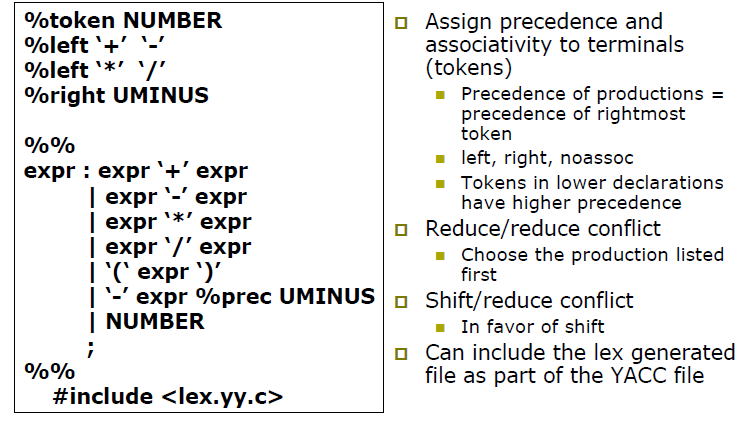 %token NUMBER
%left ‘+’ ‘-’
%left ‘*’ ‘/’
%right UMINUS
%%
expr : expr ‘+’ expr
| expr ‘-’ expr
| expr ‘*’ expr
| expr ‘/’ expr
| ‘(‘ expr ‘)’
| ‘-’ expr %prec UMINUS
| NUMBER
;
%%
#include <lex.yy.c>
Assign precedence and
associativity to terminals
(tokens)
Precedence of productions =
precedence of rightmost
token
left, right, noassoc
Tokens in lower declarations
have higher precedence
Reduce/reduce conflict
Choose the production listed
first
Shift/reduce conflict
In favor of shift
Can include the lex generated
file as part of the YACC file